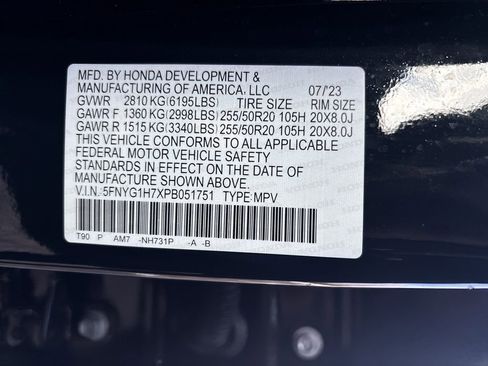 MFD. BY HONDA DEVELOPMENT &
MANUFACTURING OF AMERICA, LLC 07/'23
GVWR 2810 KG (6195LBS) TIRE SIZE RIM SIZE
GAWR F 1360 KG (2998LBS) 255/50R20 105H 20X8.0J
GAWR R 1515 KG (3340LBS) 255/50R20 105H 20X8.0J
THIS VEHICLE CONFORMS TO ALL APPLICABLE
FEDERAL MOTOR VEHICLE SAFETY
STANDARDS IN EFFECT ON THE DATE OF
MANUFACTURE SHOWN ABOVE.
V.I.N. 5FNYG1H7XPB051751 TYPE: MPV
T90 P AM7 -NH731P -A -B